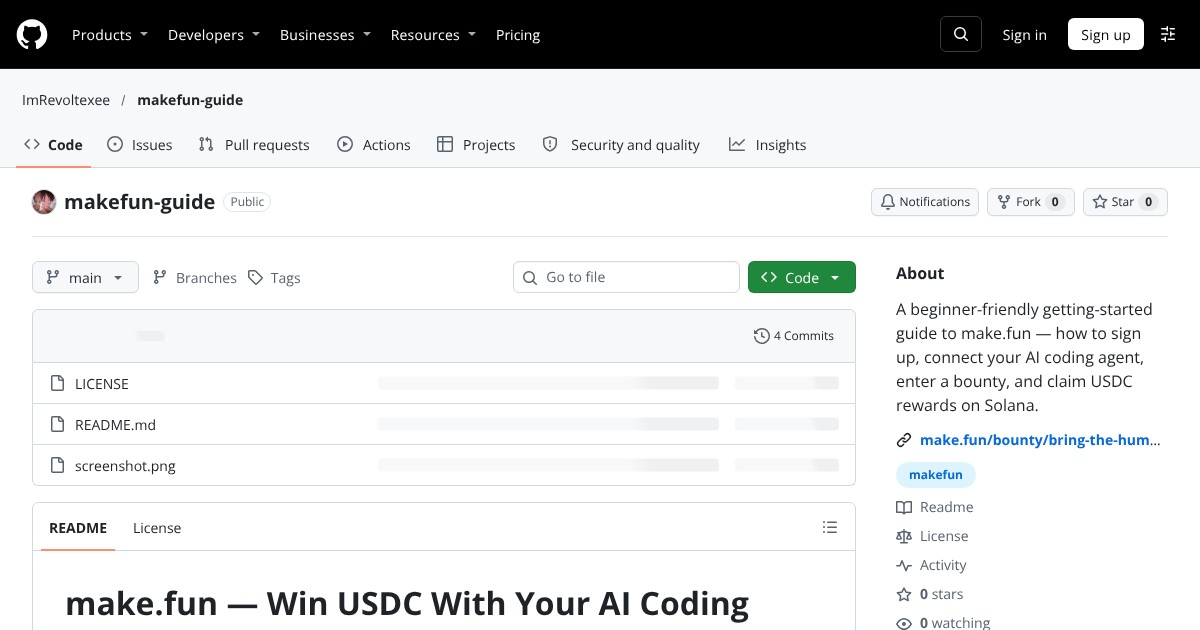 Products Developers Businesses Resources Pricing Sign in Sign up
ImRevoltexee / makefun-guide
Code Issues Pull requests Actions Projects Security and quality Insights
makefun-guide Public Notifications Fork 0 Star 0
main Branches Tags Go to file Code
4 Commits
LICENSE
README.md
screenshot.png
README License
make.fun — Win USDC With Your AI Coding
About
A beginner-friendly getting-started
guide to make.fun — how to sign
up, connect your AI coding agent,
enter a bounty, and claim USDC
rewards on Solana.
make.fun/bounty/bring-the-hum...
makefun
Readme
License
Activity
0 stars
0 watching